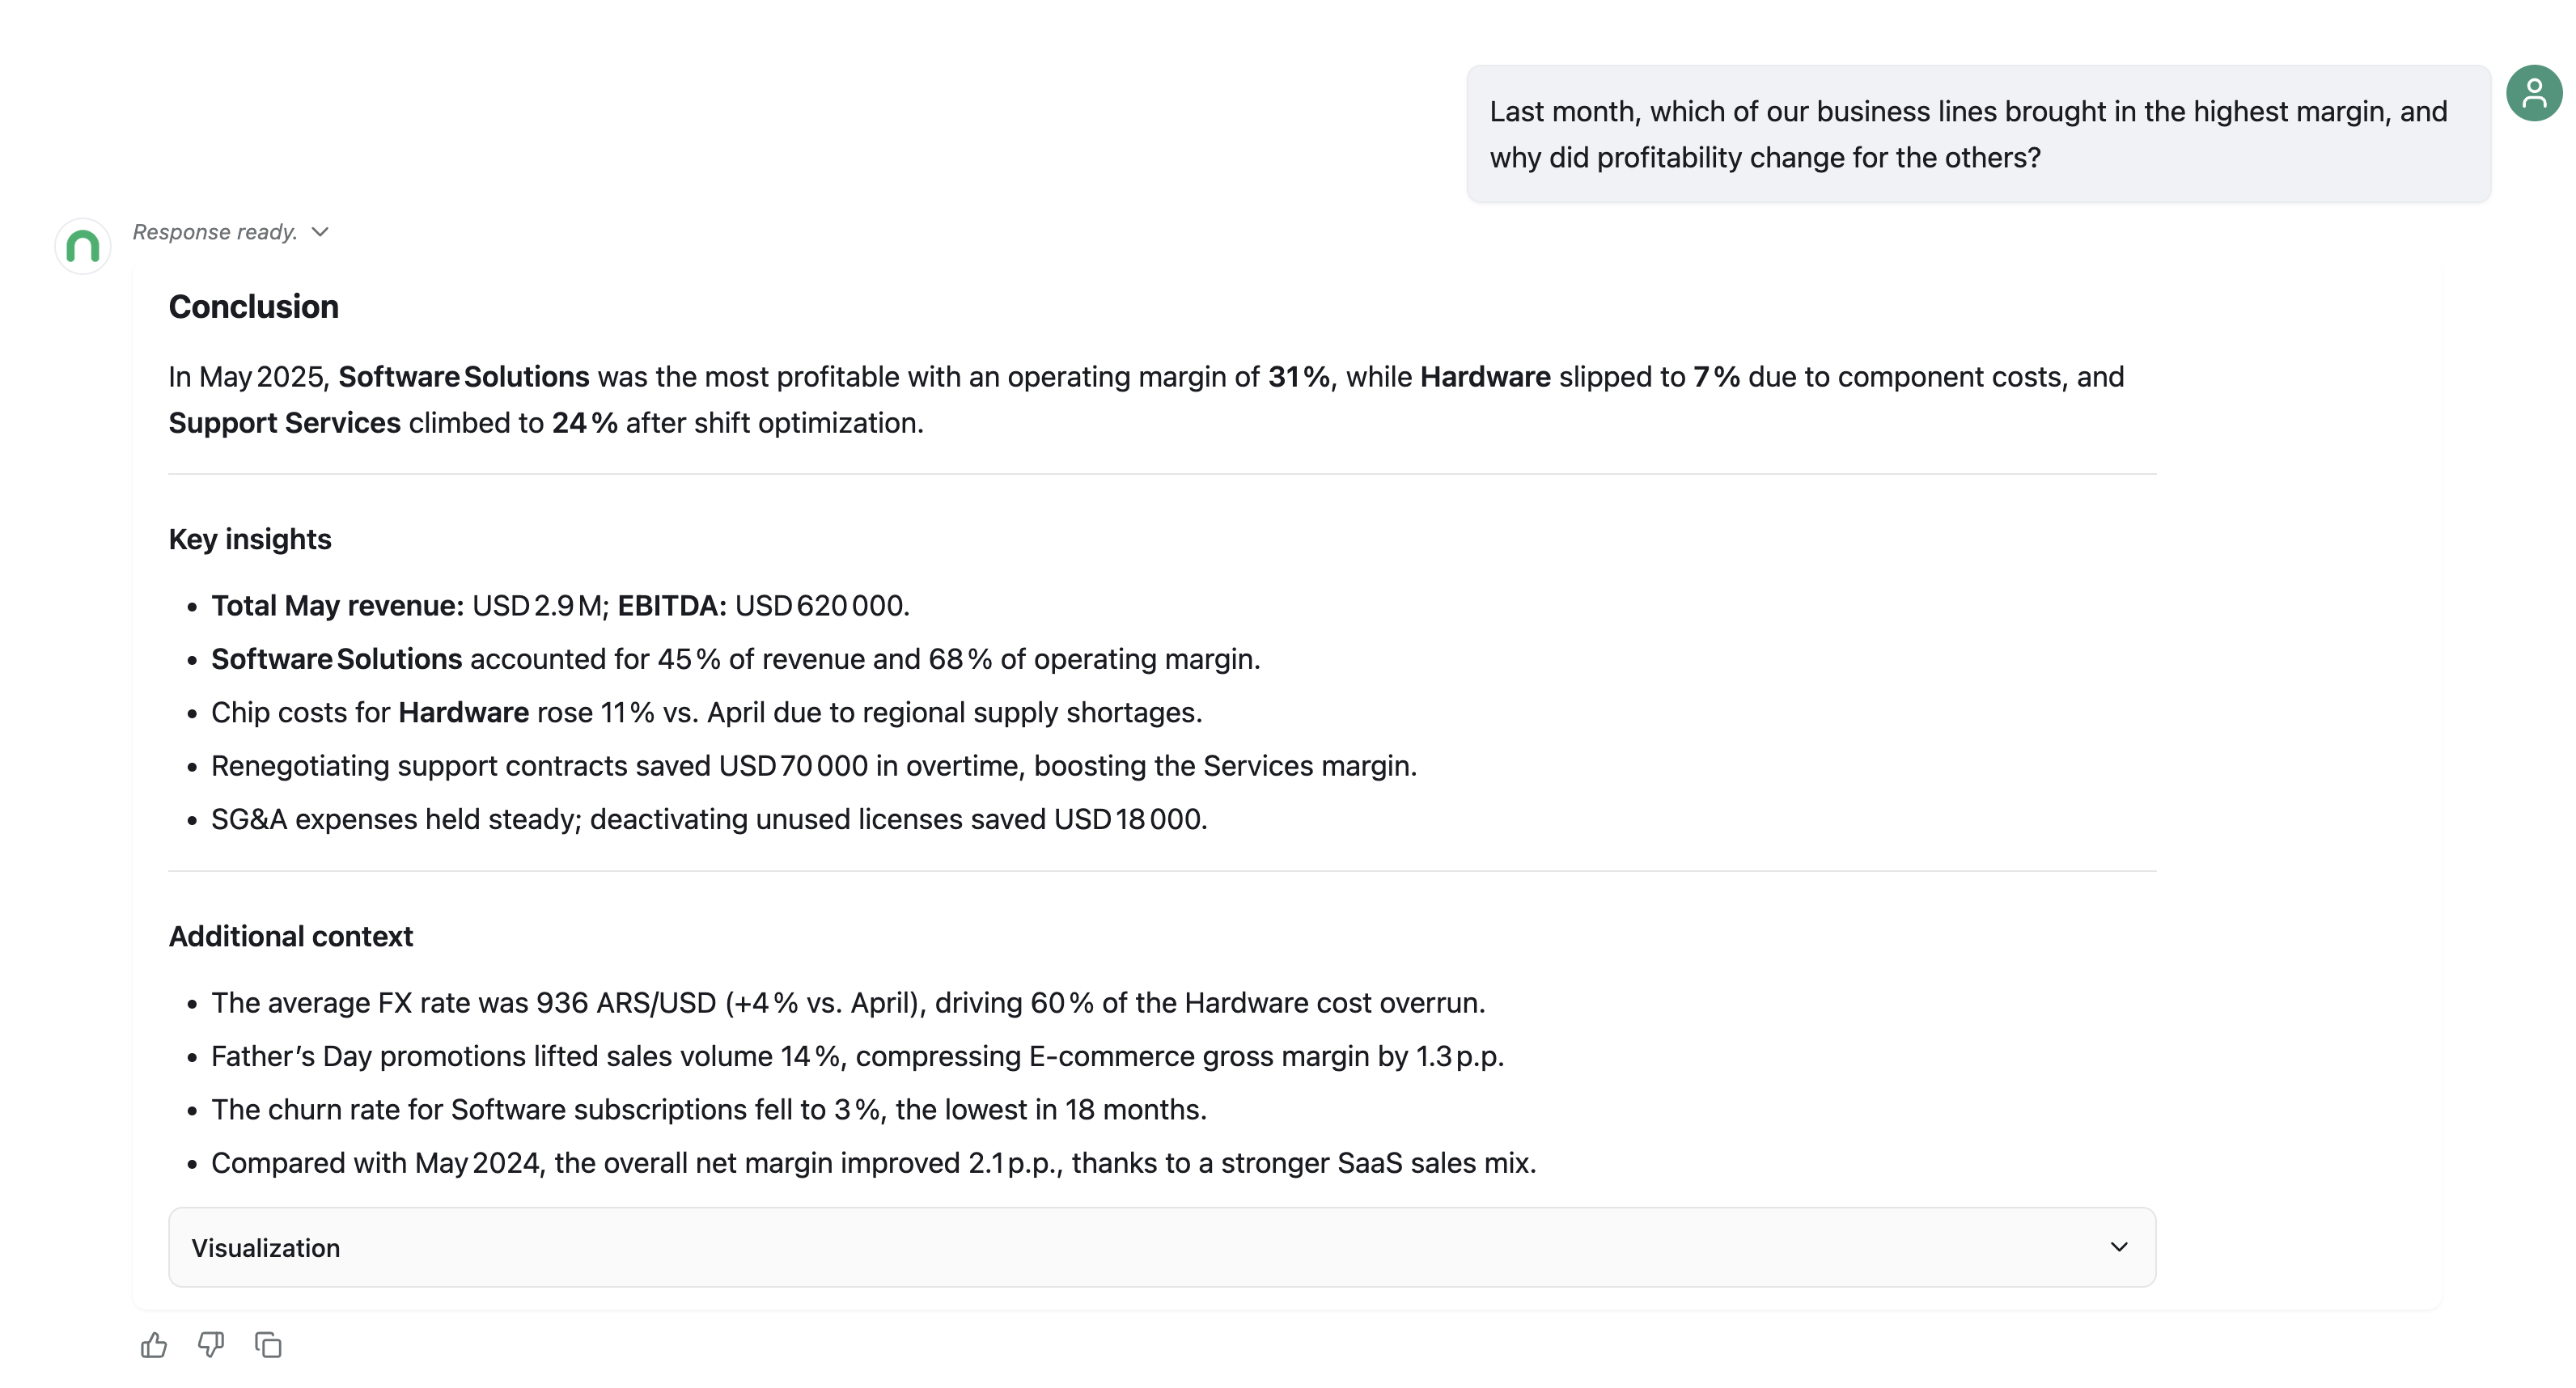 Last month, which of our business lines brought in the highest margin, and
why did profitability change for the others?
Response ready.
Conclusion
In May 2025, Software Solutions was the most profitable with an operating margin of 31 %, while Hardware slipped to 7 % due to component costs, and
Support Services climbed to 24 % after shift optimization.
Key insights
• Total May revenue: USD 2.9 M; EBITDA: USD 620 000.
• Software Solutions accounted for 45 % of revenue and 68 % of operating margin.
• Chip costs for Hardware rose 11 % vs. April due to regional supply shortages.
• Renegotiating support contracts saved USD 70 000 in overtime, boosting the Services margin.
• SG&A expenses held steady; deactivating unused licenses saved USD 18 000.
Additional context
• The average FX rate was 936 ARS/USD (+4 % vs. April), driving 60 % of the Hardware cost overrun.
• Father’s Day promotions lifted sales volume 14 %, compressing E-commerce gross margin by 1.3 p.p.
• The churn rate for Software subscriptions fell to 3 %, the lowest in 18 months.
• Compared with May 2024, the overall net margin improved 2.1 p.p., thanks to a stronger SaaS sales mix.
Visualization